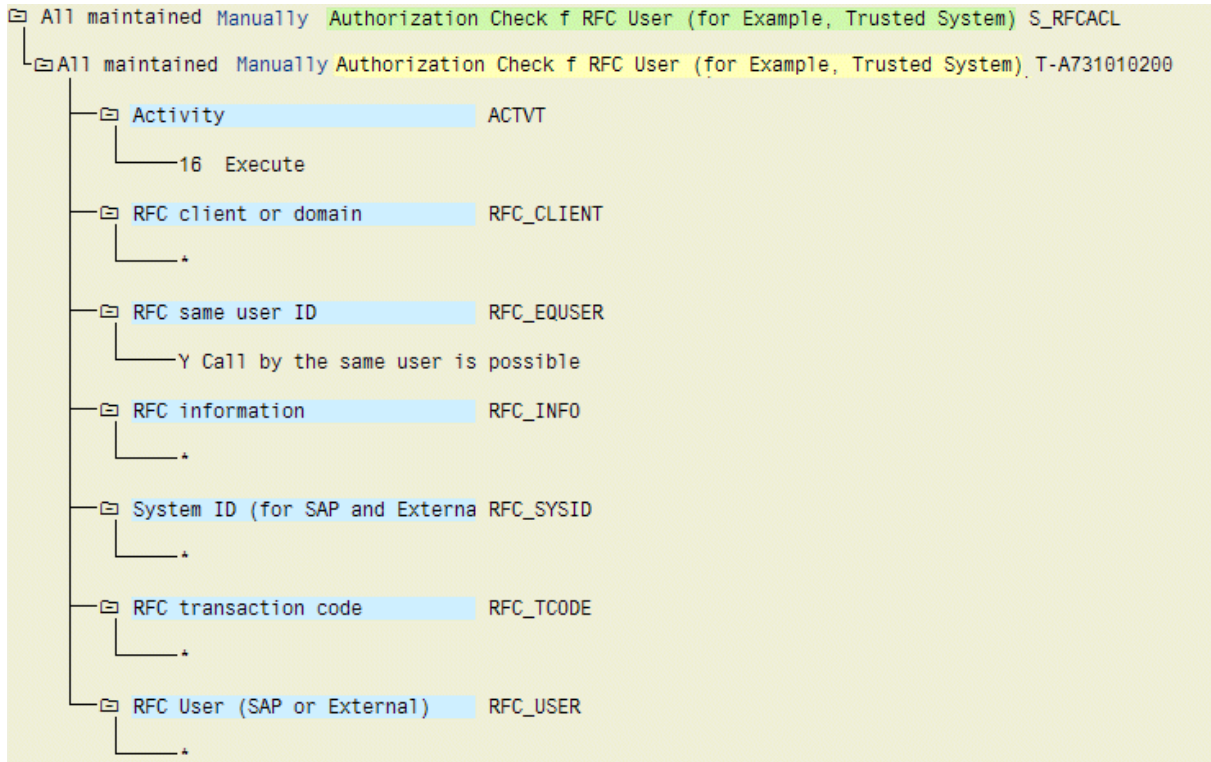 All maintained Manually Authorization Check f RFC User (for Example, Trusted System) S_RFCACL
All maintained Manually Authorization Check f RFC User (for Example, Trusted System) T-A731010200
Activity ACTVT
16 Execute
RFC client or domain RFC_CLIENT
*
RFC same user ID RFC_EQUSER
Y Call by the same user is possible
RFC information RFC_INFO
*
System ID (for SAP and Externa RFC_SYSID
*
RFC transaction code RFC_TCODE
*
RFC User (SAP or External) RFC_USER
*